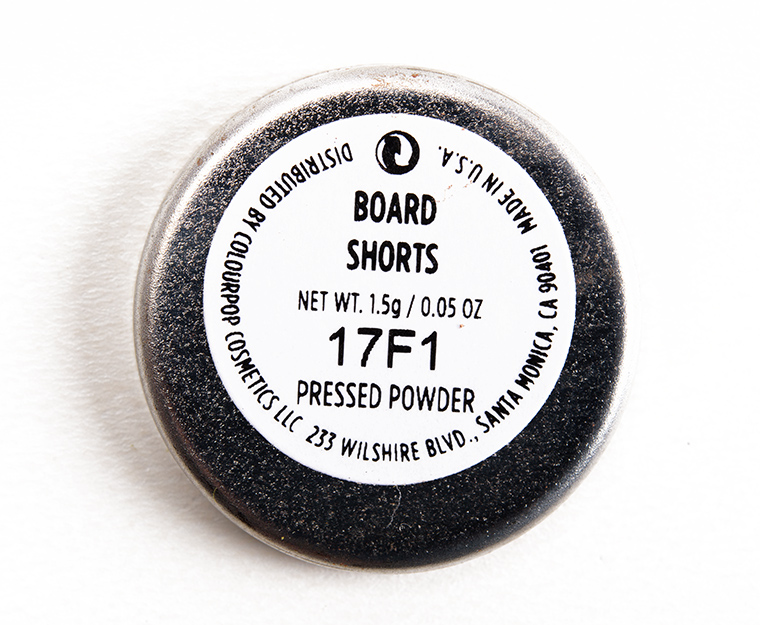 BOARD
SHORTS
NET WT. 1.5g / 0.05 OZ
17F1
PRESSED POWDER
DISTRIBUTED BY COLOURPOP COSMETICS LLC 233 WILSHIRE BLVD., SANTA MONICA, CA 90401 MADE IN U.S.A.